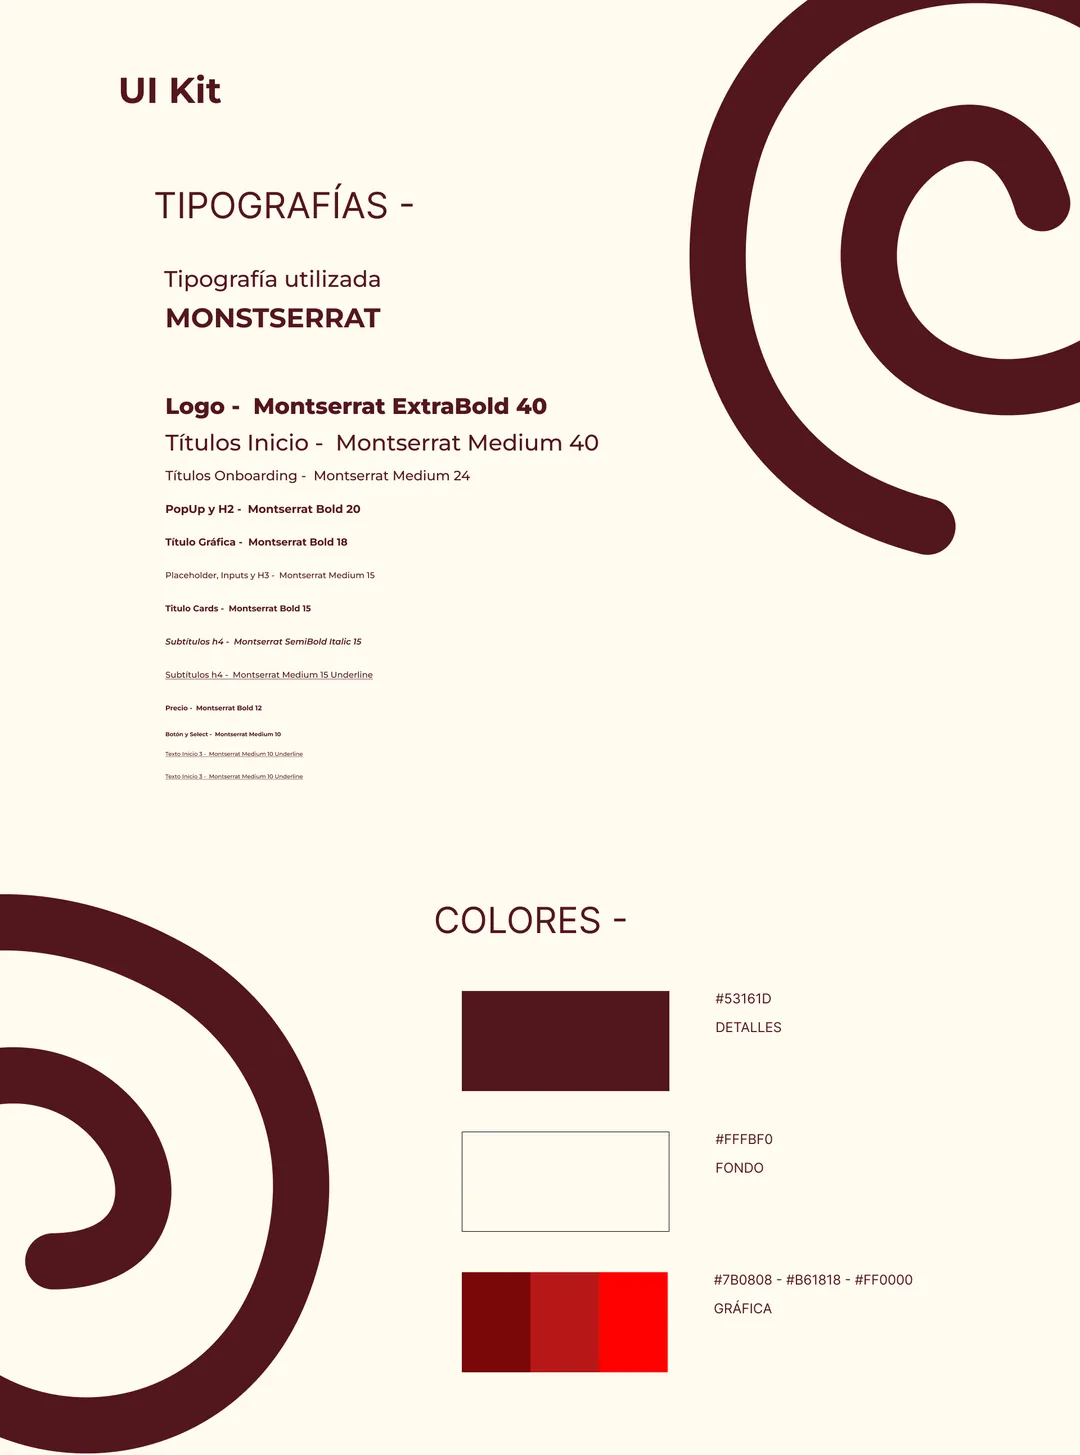 UI Kit
TIPOGRAFÍAS -
Tipografía utilizada
MONSTSERRAT
Logo - Montserrat ExtraBold 40
Títulos Inicio - Montserrat Medium 40
Títulos Onboarding - Montserrat Medium 24
PopUp y H2 - Montserrat Bold 20
Título Gráfica - Montserrat Bold 18
Placeholder, Inputs y H3 - Montserrat Medium 15
Titulo Cards - Montserrat Bold 15
Subtítulos h4 - Montserrat SemiBold Italic 15
Subtítulos h4 - Montserrat Medium 15 Underline
Precio - Montserrat Bold 12
Botón y Select - Montserrat Medium 10
Texto Inicio 3 - Montserrat Medium 10 Underline
Texto Inicio 3 - Montserrat Medium 10 Underline
COLORES -
#53161D
DETALLES
#FFFBF0
FONDO
#7B0808 - #B61818 - #FF0000
GRÁFICA